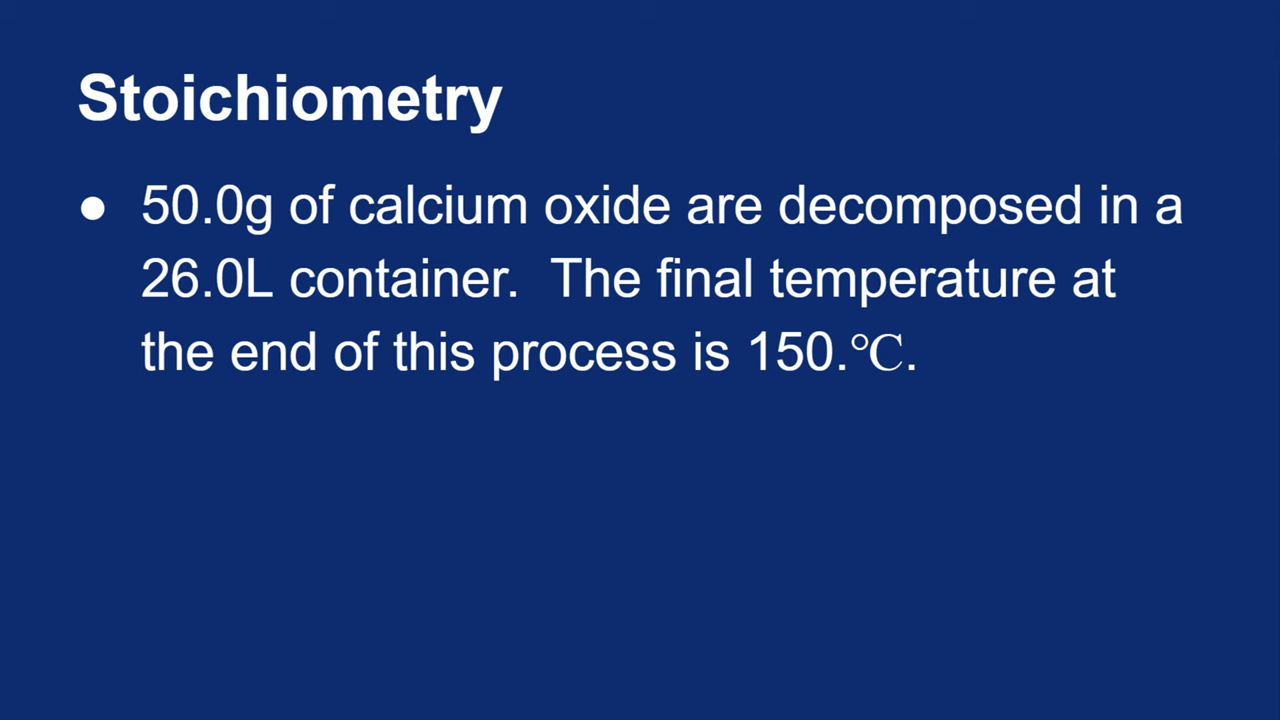 Stoichiometry
● 50.0g of calcium oxide are decomposed in a
26.0L container.  The final temperature at
the end of this process is 150.℃.